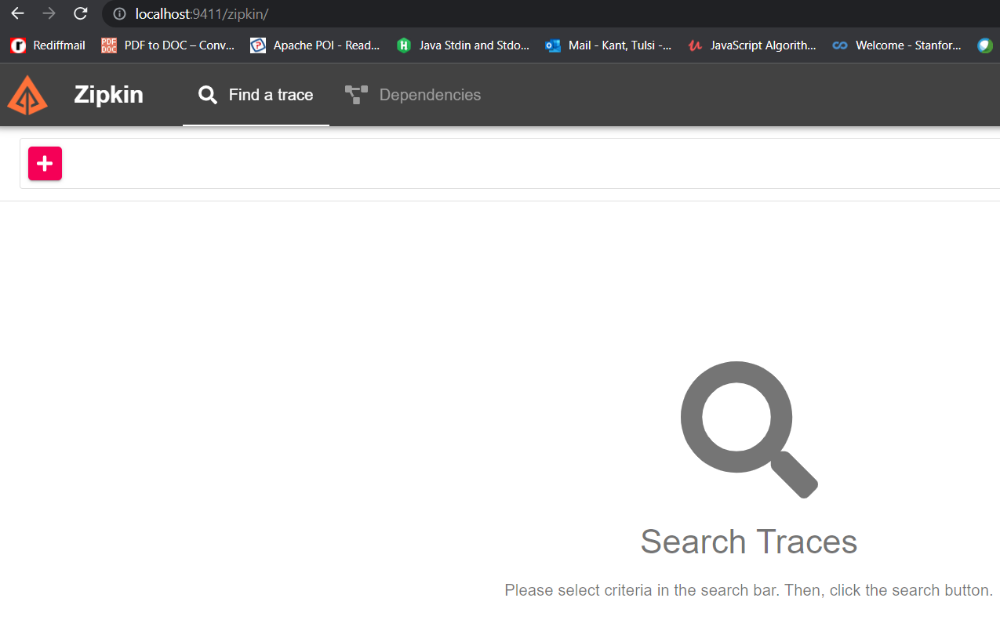 localhost:9411/zipkin/
Rediffmail PDF to DOC – Conv... Apache POI - Read... Java Stdin and Stdo... Mail - Kant, Tulsi -... JavaScript Algorith... Welcome - Stanfor...
Zipkin Find a trace Dependencies
Search Traces
Please select criteria in the search bar. Then, click the search button.